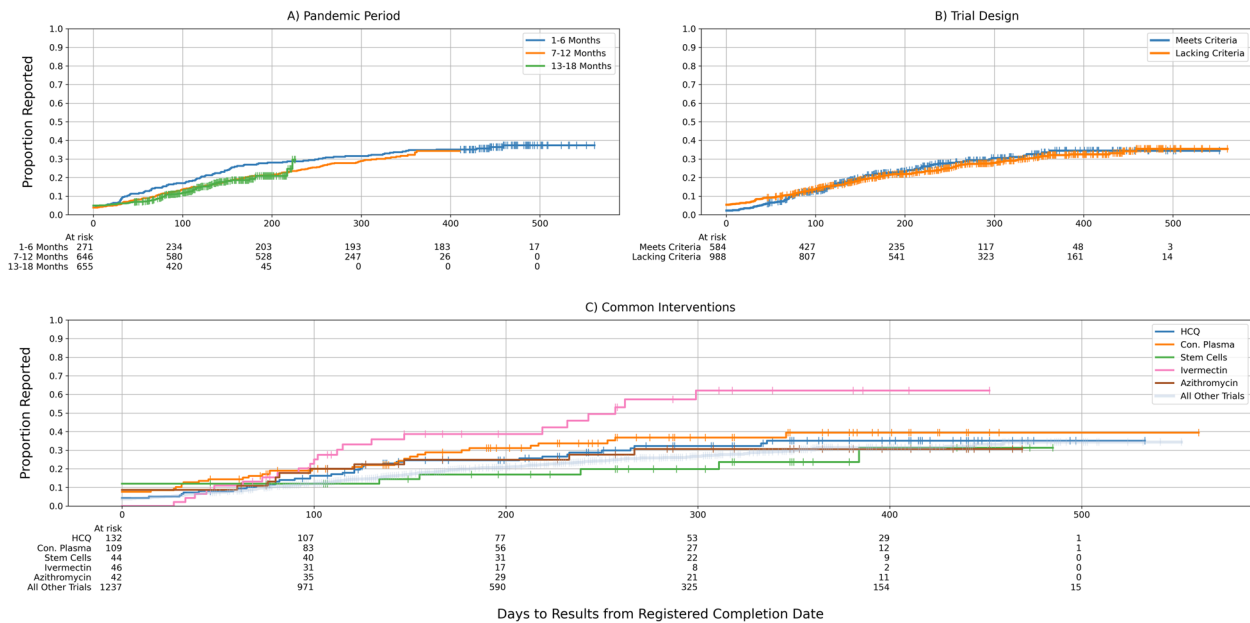 A) Pandemic Period
Proportion Reported
1.0
0.9
0.8
0.7
0.6
0.5
0.4
0.3
0.2
0.1
0.0
1-6 Months
7-12 Months
13-18 Months
0 100 200 300 400 500
At risk
1-6 Months 271 234 203 193 183 17
7-12 Months 646 580 528 247 26 0
13-18 Months 655 420 45 0 0 0
B) Trial Design
1.0
0.9
0.8
0.7
0.6
0.5
0.4
0.3
0.2
0.1
0.0
Meets Criteria
Lacking Criteria
0 100 200 300 400 500
At risk
Meets Criteria 584 427 235 117 48 3
Lacking Criteria 988 807 541 323 161 14
C) Common Interventions
Proportion Reported
1.0
0.9
0.8
0.7
0.6
0.5
0.4
0.3
0.2
0.1
0.0
HCQ
Con. Plasma
Stem Cells
Ivermectin
Azithromycin
All Other Trials
0 100 200 300 400 500
At risk
HCQ 132 107 77 53 29 1
Con. Plasma 109 83 56 27 12 1
Stem Cells 44 40 31 22 9 0
Ivermectin 46 31 17 8 2 0
Azithromycin 42 35 29 21 11 0
All Other Trials 1237 971 590 325 154 15
Days to Results from Registered Completion Date